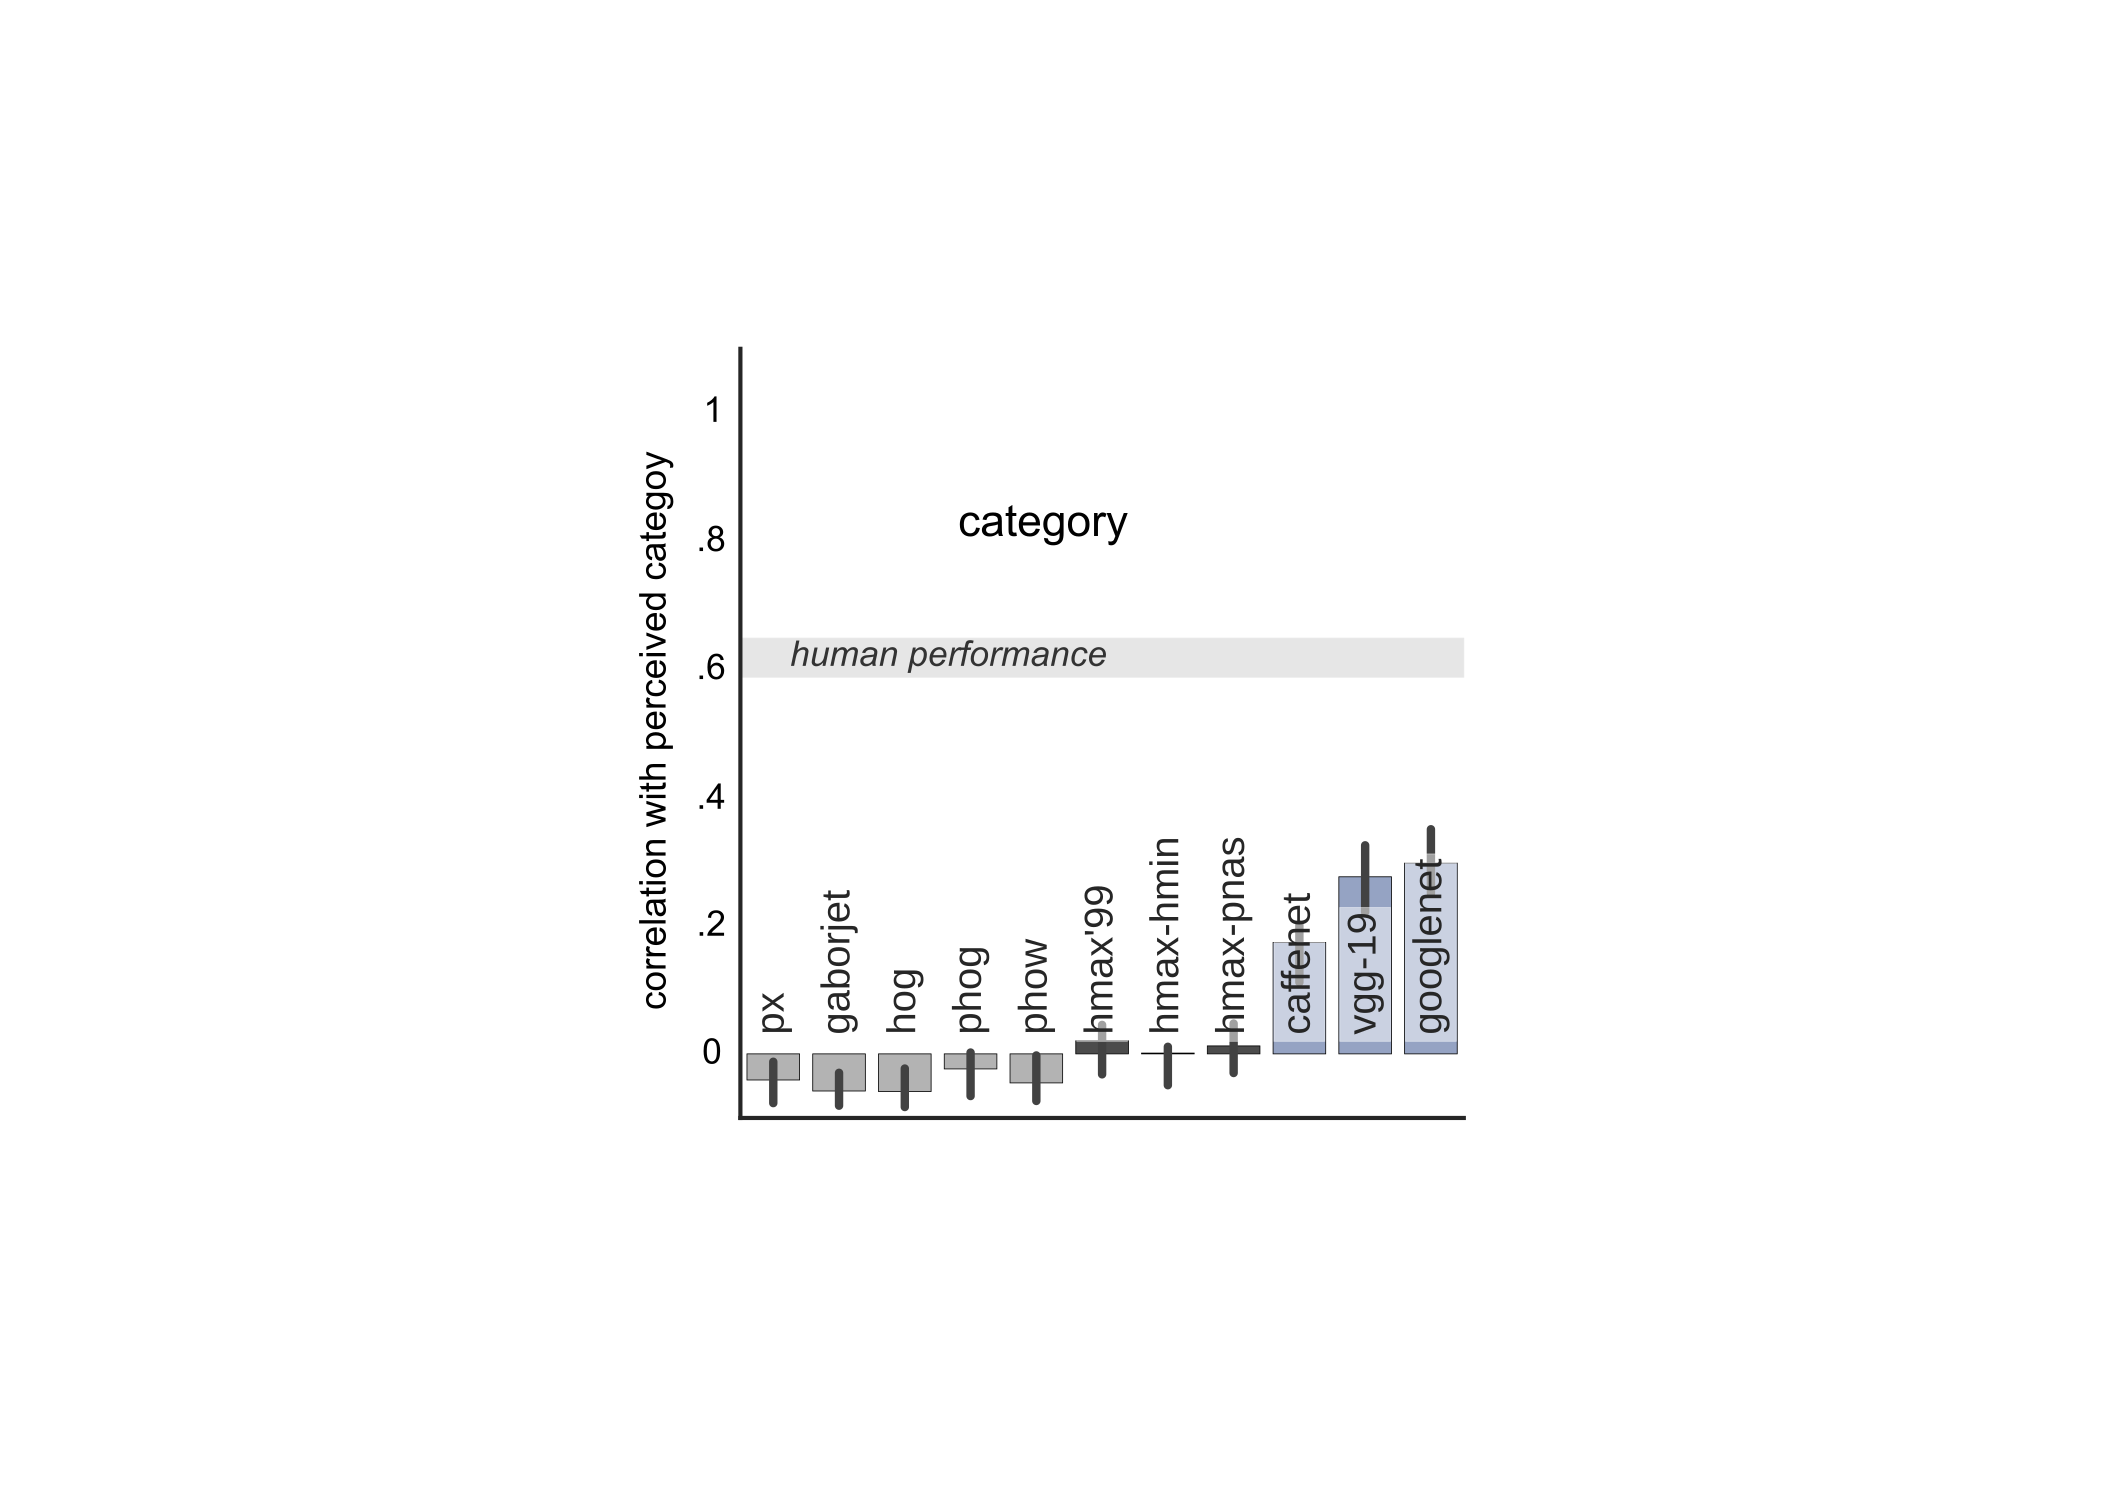 correlation with perceived categoy
1
.8
.6
.4
.2
0
category
human performance
px
gaborjet
hog
phog
phow
hmax'99
hmax-hmin
hmax-pnas
caffenet
vgg-19
googlenet